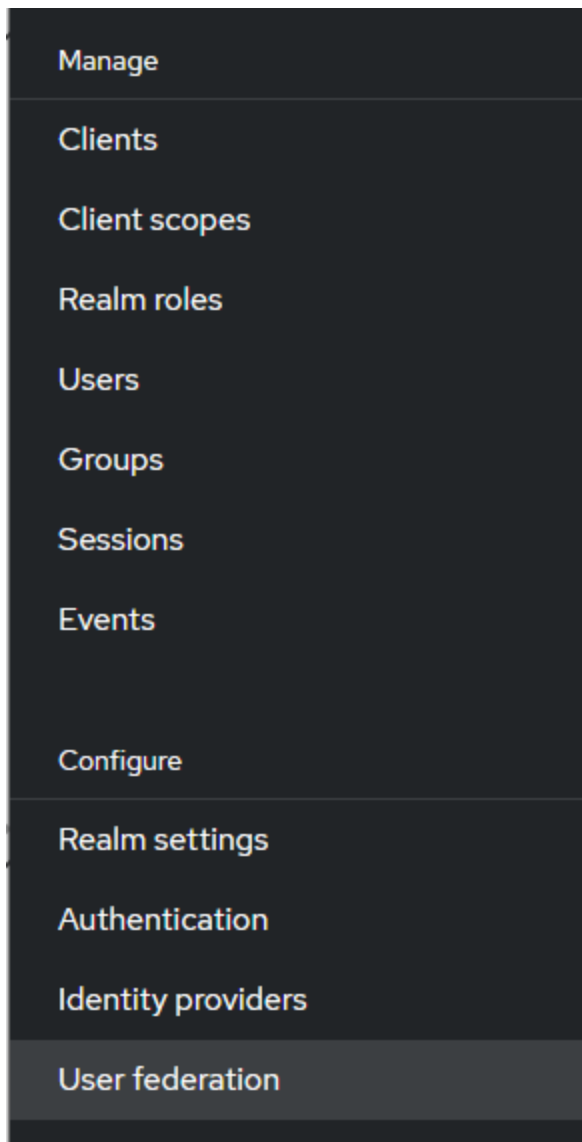 Manage
Clients
Client scopes
Realm roles
Users
Groups
Sessions
Events
Configure
Realm settings
Authentication
Identity providers
User federation